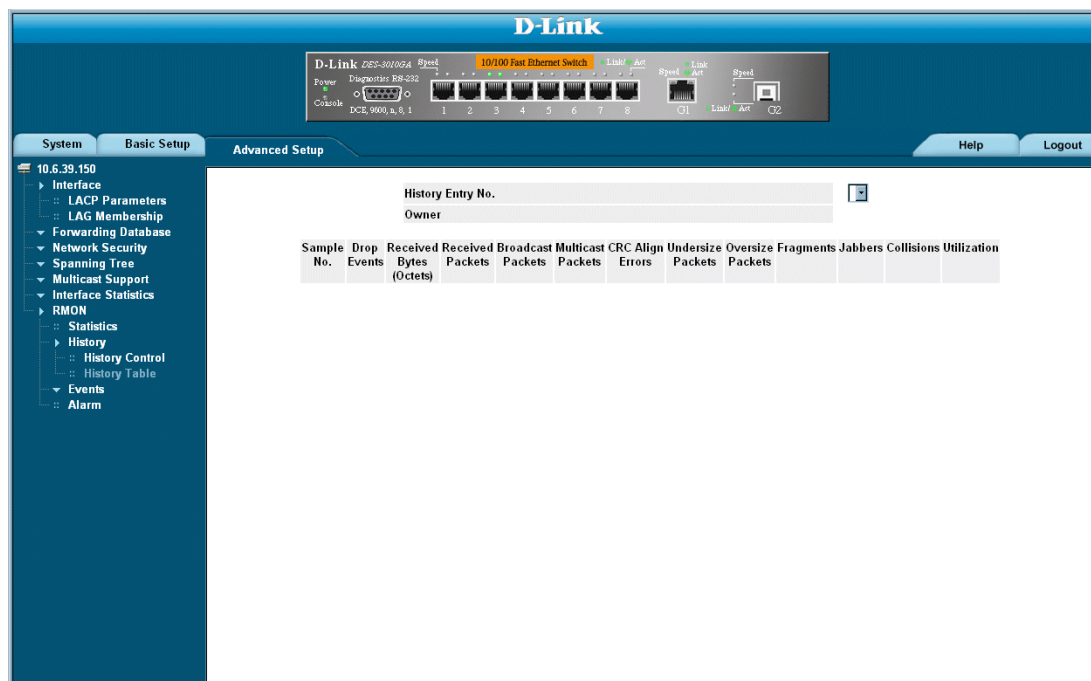 D-Link
D-Link DES-3010GA Speed 10/100 Fast Ethernet Switch Link/ Act
Power Diagnostics RS-232
Console DCE, 9600, n, 8, 1
1 2 3 4 5 6 7 8
Link
Speed Act
G1
Speed
Link/ Act G2
System
Basic Setup
Advanced Setup
Help
Logout
10.6.39.150
Interface
LACP Parameters
LAG Membership
Forwarding Database
Network Security
Spanning Tree
Multicast Support
Interface Statistics
RMON
Statistics
History
History Control
History Table
Events
Alarm
History Entry No.
Owner
Sample Drop Received Received Broadcast Multicast CRC Align Undersize Oversize Fragments Jabbers Collisions Utilization
No. Events Bytes Packets Packets Packets Errors Packets Packets
(Octets)